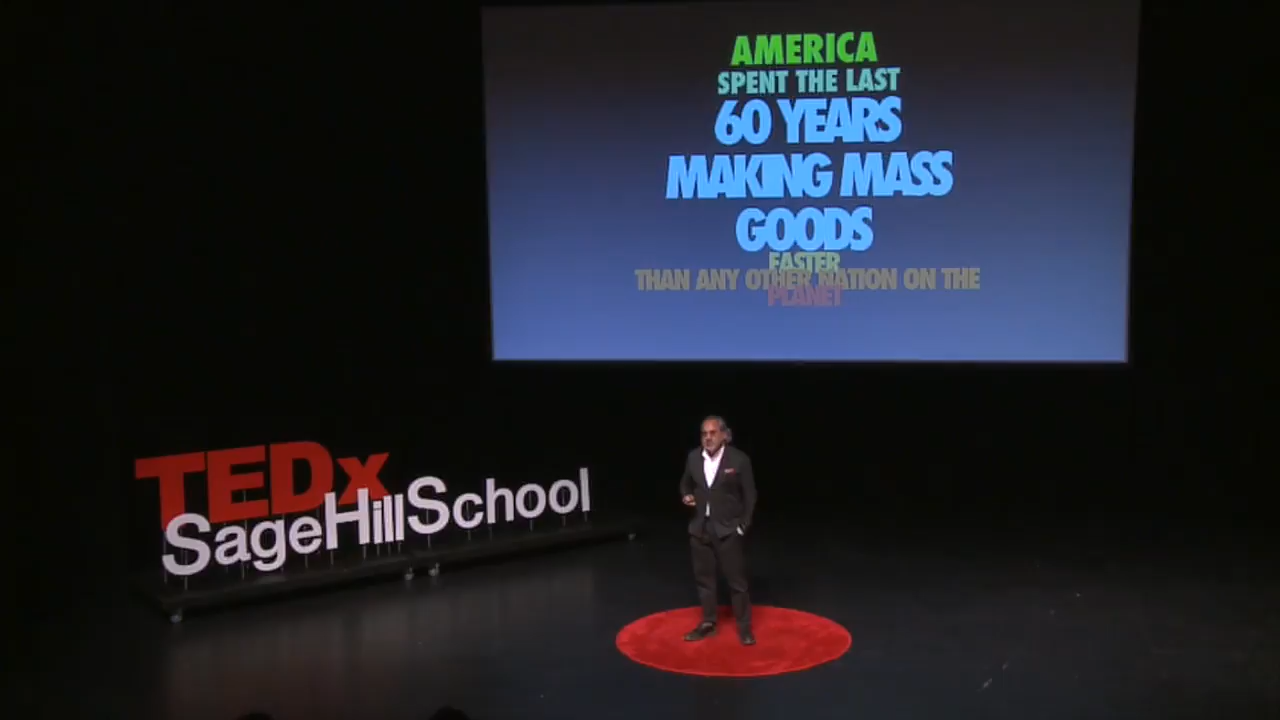 AMERICA
SPENT THE LAST
60 YEARS
MAKING MASS
GOODS
FASTER
THAN ANY OTHER NATION ON THE
PLANET
TEDx
SageHillSchool